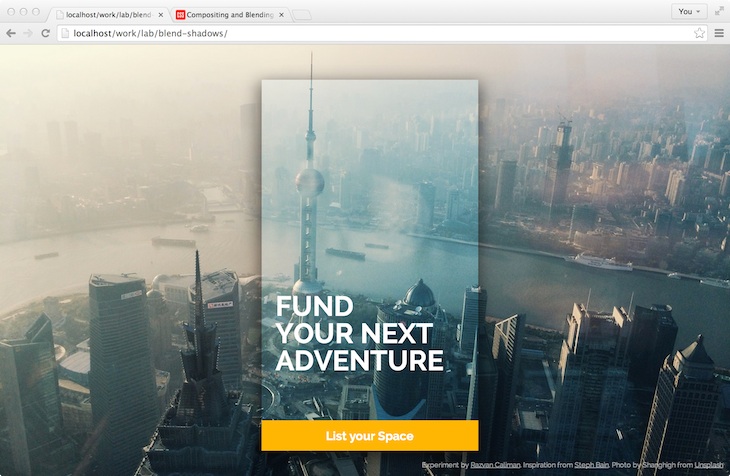 localhost/work/lab/blend-
Compositing and Blending
You
localhost/work/lab/blend-shadows/
FUND
YOUR NEXT
ADVENTURE
List your Space
Experiment by Razvan Caliman. Inspiration from Steph Bain. Photo by Shanghigh from Unsplash